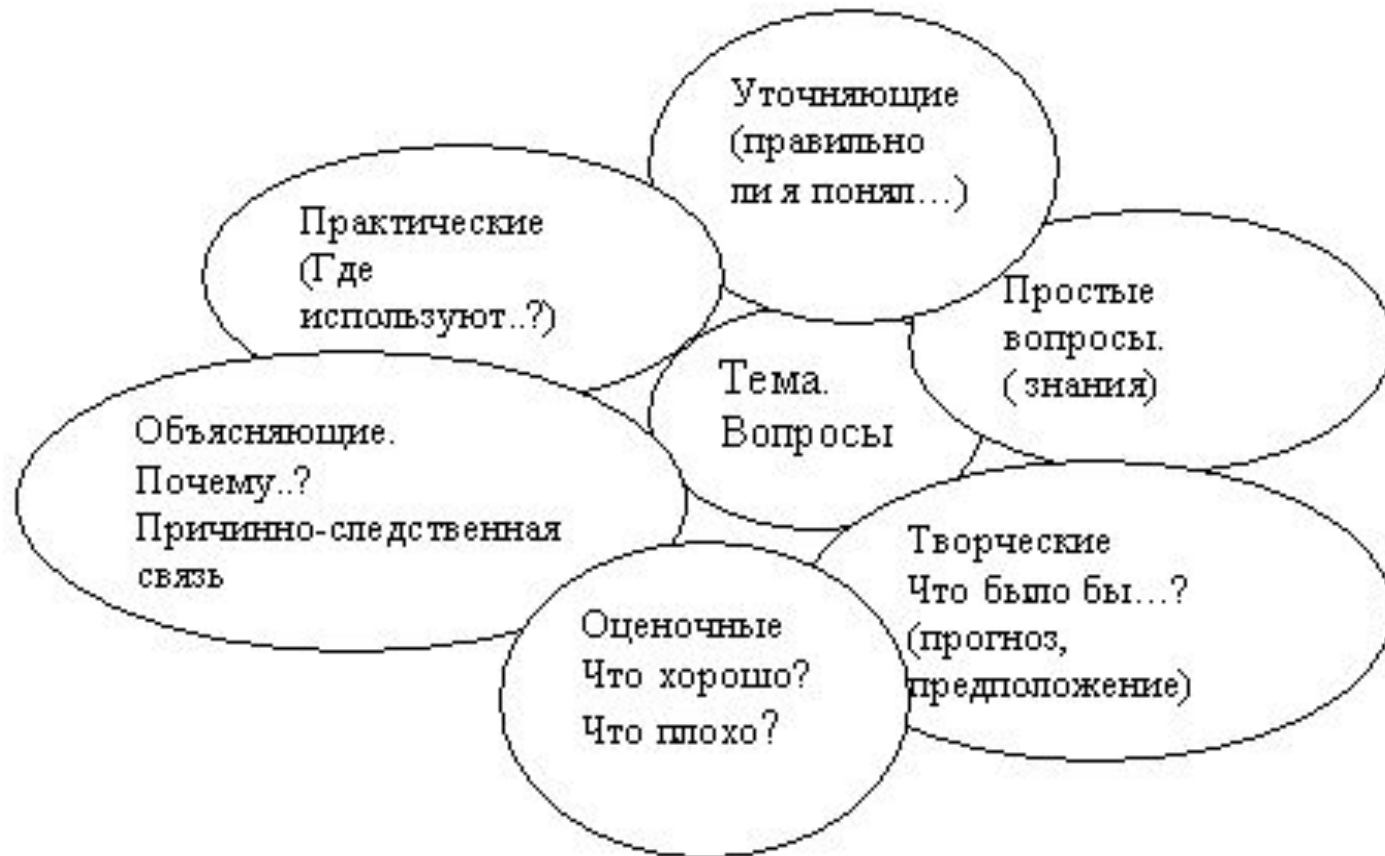 Уточняющие
(правильно
ли я понял…)
Практические
(Где
используют..?)
Простые
вопросы.
( знания)
Тема.
Вопросы
Объясняющие.
Почему..?
Причинно-следственная
связь
Творческие
Что было бы…?
(прогноз,
предположение)
Оценочные
Что хорошо?
Что плохо?